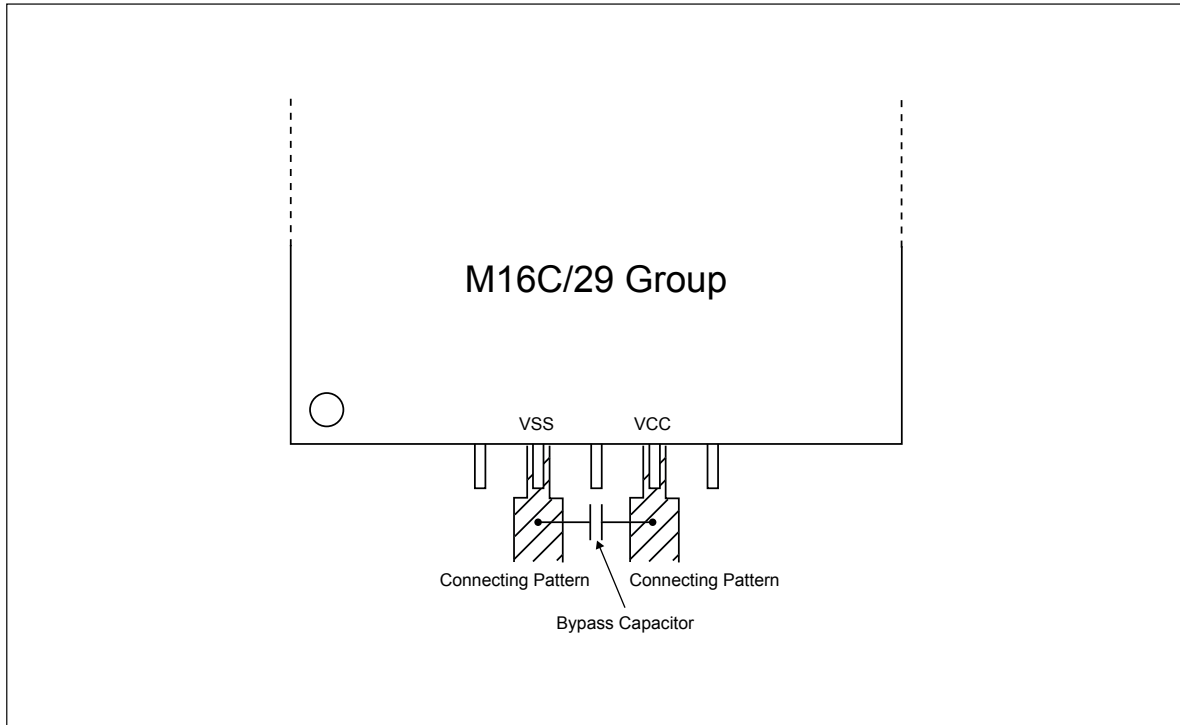 M16C/29 Group
VSS VCC
Connecting Pattern Connecting Pattern
Bypass Capacitor